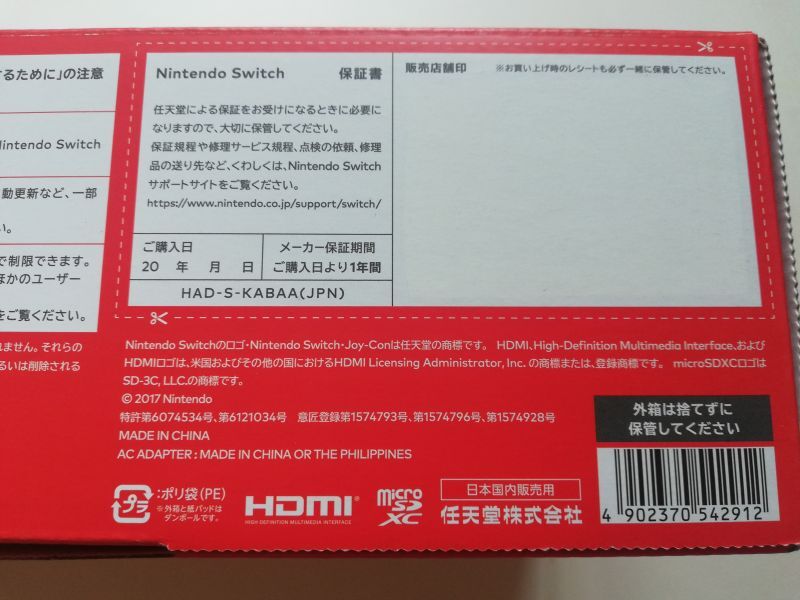 するために」の注意
Nintendo Switch
動更新など、一部
い。
で制限できます。
ほかのユーザー
をご覧ください。
れません。それらの
るいは削除される
Nintendo Switch 保証書
任天堂による保証をお受けになるときに必要に
なりますので、大切に保管してください。
保証規程や修理サービス規程、点検の依頼、修理
品の送り先など、くわしくは、Nintendo Switch
サポートサイトをご覧ください。
https://www.nintendo.co.jp/support/switch/
ご購入日
20 年 月 日
メーカー保証期間
ご購入日より1年間
HAD-S-KABAA(JPN)
販売店舗印 ※お買い上げ時のレシートも必ず一緒に保管してください。
Nintendo Switchのロゴ・Nintendo Switch・Joy-Conは任天堂の商標です。 HDMI、High-Definition Multimedia Interface、および
HDMIロゴは、米国およびその他の国におけるHDMI Licensing Administrator, Inc. の商標または、登録商標です。 microSDXCロゴは
SD-3C, LLC.の商標です。
© 2017 Nintendo
特許第6074534号、第6121034号 意匠登録第1574793号、第1574796号、第1574928号
MADE IN CHINA
AC ADAPTER : MADE IN CHINA OR THE PHILIPPINES
プラ
:ポリ袋(PE)
※外箱と紙パッドは
ダンボールです。
HDMI®
HIGH DEFINITION MULTIMEDIA INTERFACE
micro
SD
XC
日本国内販売用
任天堂株式会社
外箱は捨てずに
保管してください
4 902370 542912